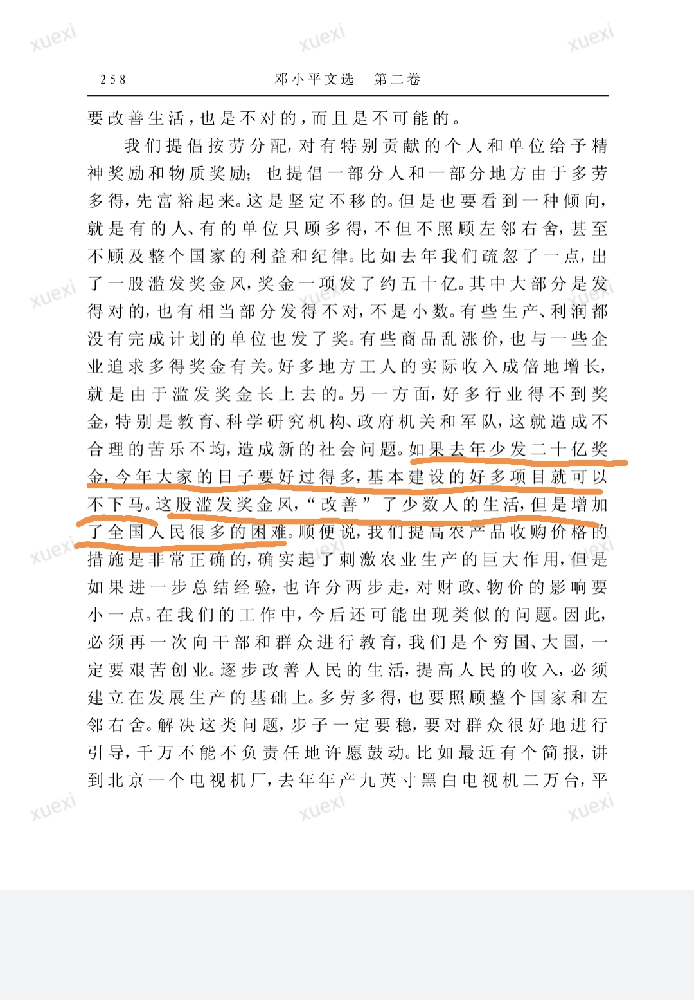 xuexi xuexi xuexi
258 邓小平文选 第二卷
要改善生活,也是不对的,而且是不可能的。
我们提倡按劳分配,对有特别贡献的个人和单位给予精
神奖励和物质奖励;也提倡一部分人和一部分地方由于多劳
多得,先富裕起来。这是坚定不移的。但是也要看到一种倾向,
就是有的人、有的单位只顾多得,不但不照顾左邻右舍,甚至
不顾及整个国家的利益和纪律。比如去年我们疏忽了一点,出
了一股滥发奖金风,奖金一项发了约五十亿。其中大部分是发
xuexi xuexi xuexi
得对的,也有相当部分发得不对,不是小数。有些生产、利润都
没有完成计划的单位也发了奖。有些商品乱涨价,也与一些企
业追求多得奖金有关。好多地方工人的实际收入成倍地增长,
就是由于滥发奖金长上去的。另一方面,好多行业得不到奖
金,特别是教育、科学研究机构、政府机关和军队,这就造成不
合理的苦乐不均,造成新的社会问题。如果去年少发二十亿奖
金,今年大家的日子要好过得多,基本建设的好多项目就可以
不下马。这股滥发奖金风,“改善”了少数人的生活,但是增加
了全国人民很多的困难。顺便说,我们提高农产品收购价格的
xuexi xuexi xuexi
措施是非常正确的,确实起了刺激农业生产的巨大作用,但是
如果进一步总结经验,也许分两步走,对财政、物价的影响要
小一点。在我们的工作中,今后还可能出现类似的问题。因此,
必须再一次向干部和群众进行教育,我们是个穷国、大国,一
定要艰苦创业。逐步改善人民的生活,提高人民的收入,必须
建立在发展生产的基础上。多劳多得,也要照顾整个国家和左
邻右舍。解决这类问题,步子一定要稳,要对群众很好地进行
引导,千万不能不负责任地许愿鼓动。比如最近有个简报,讲
到北京一个电视机厂,去年年产九英寸黑白电视机二万台,平
xuexi xuexi xuexi